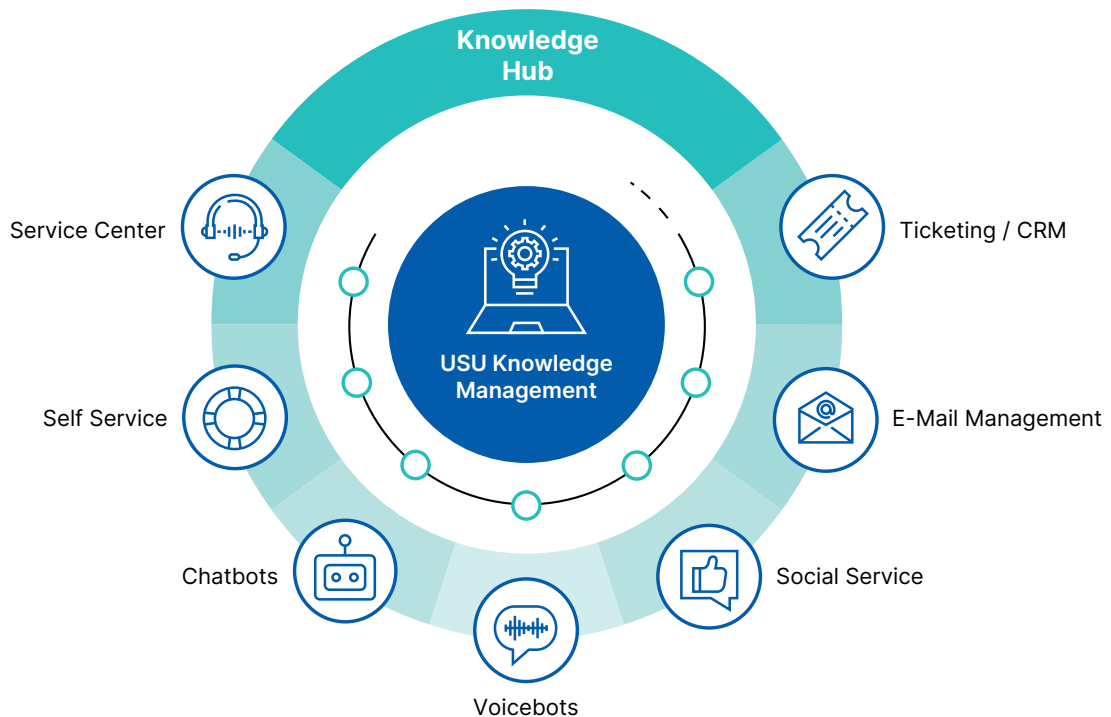 Knowledge
Hub
Service Center
Ticketing / CRM
USU Knowledge
Management
Self Service
E-Mail Management
Chatbots
Social Service
Voicebots